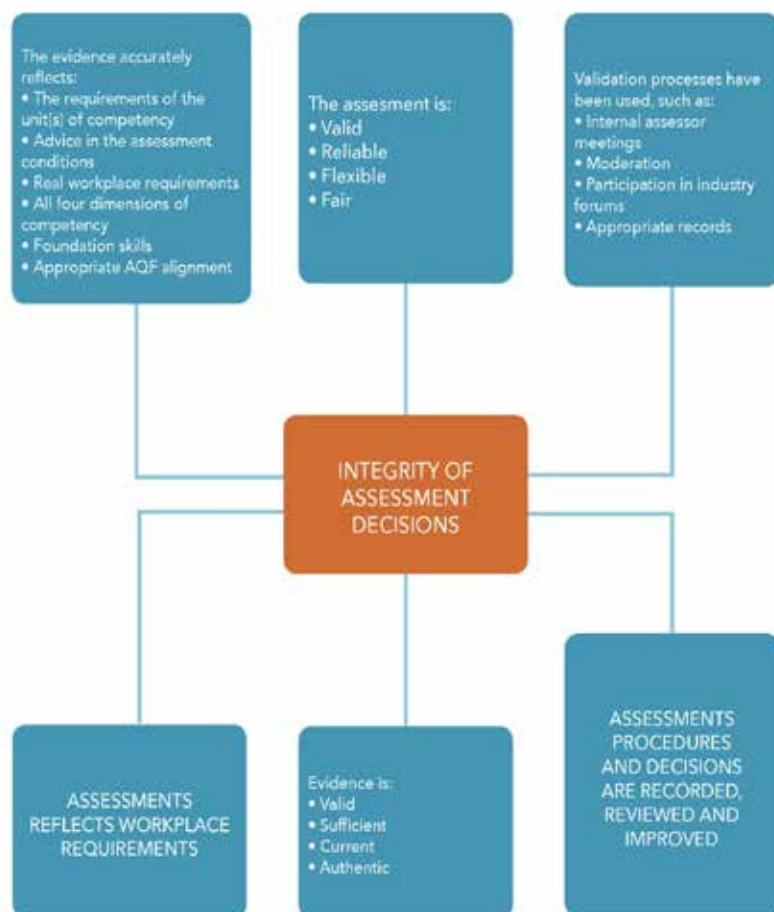 The evidence accurately
reflects:
• The requirements of the
unit(s) of competency
• Advice in the assessment
conditions
• Real workplace requirements
• All four dimensions of
competency
• Foundation skills
• Appropriate AQF alignment
The assesment is:
• Valid
• Reliable
• Flexible
• Fair
Validation processes have
been used, such as:
• Internal assessor
meetings
• Moderation
• Participation in industry
forums
• Appropriate records
INTEGRITY OF
ASSESSMENT
DECISIONS
ASSESSMENTS
REFLECTS WORKPLACE
REQUIREMENTS
Evidence is:
• Valid
• Sufficient
• Current
• Authentic
ASSESSMENTS
PROCEDURES
AND DECISIONS
ARE RECORDED,
REVIEWED AND
IMPROVED